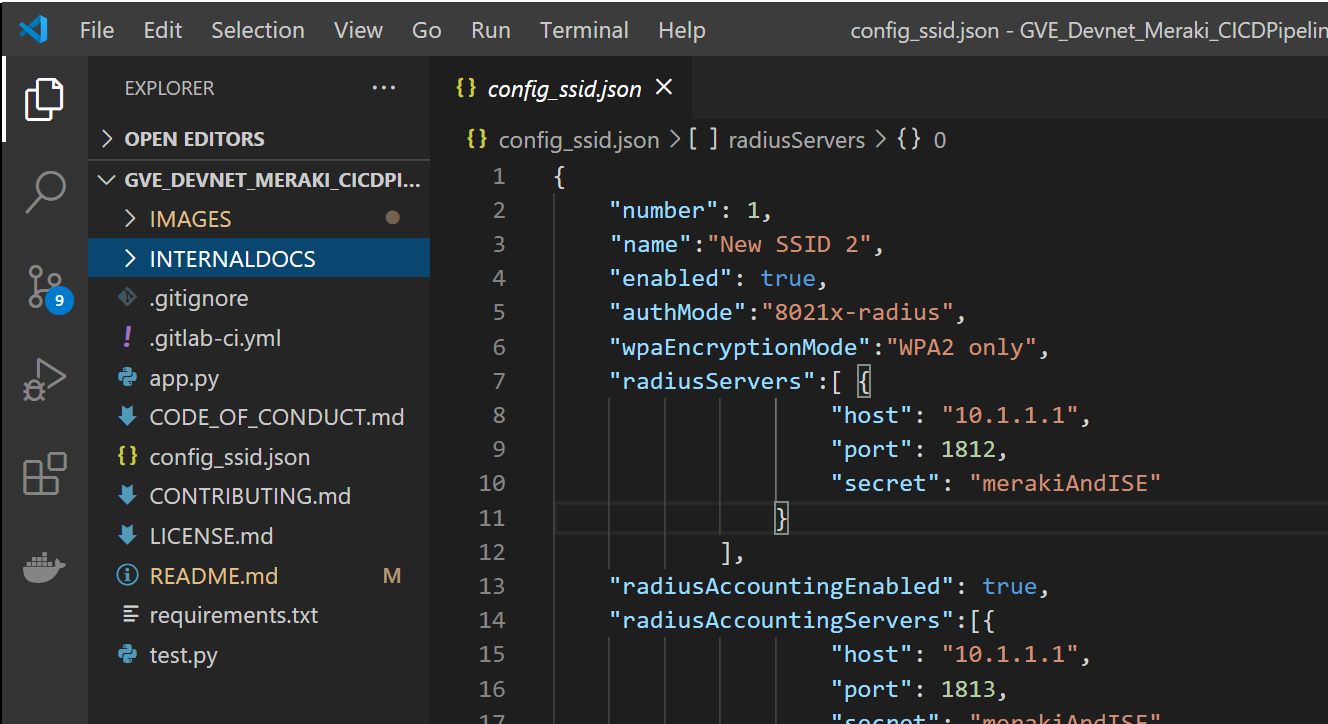 File Edit Selection View Go Run Terminal Help config_ssid.json - GVE_Devnet_Meraki_CICDPipelin
EXPLORER ···
OPEN EDITORS
GVE_DEVNET_MERAKI_CICDPI...
IMAGES
INTERNALDOCS
.gitignore
.gitlab-ci.yml
app.py
CODE_OF_CONDUCT.md
config_ssid.json
CONTRIBUTING.md
LICENSE.md
README.md M
requirements.txt
test.py
9
{} config_ssid.json ×
{} config_ssid.json > [ ] radiusServers > {} 0
1 {
2 "number": 1,
3 "name":"New SSID 2",
4 "enabled": true,
5 "authMode":"8021x-radius",
6 "wpaEncryptionMode":"WPA2 only",
7 "radiusServers":[ {
8 "host": "10.1.1.1",
9 "port": 1812,
10 "secret": "merakiAndISE"
11 }
12 ],
13 "radiusAccountingEnabled": true,
14 "radiusAccountingServers":[{
15 "host": "10.1.1.1",
16 "port": 1813,
17 "secret": "merakiAndISE"